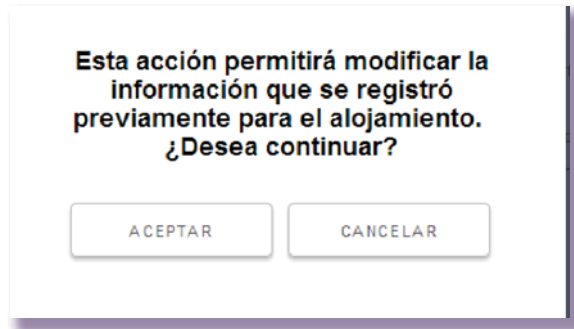 Esta acción permitirá modificar la
información que se registró
previamente para el alojamiento.
¿Desea continuar?
ACEPTAR CANCELAR